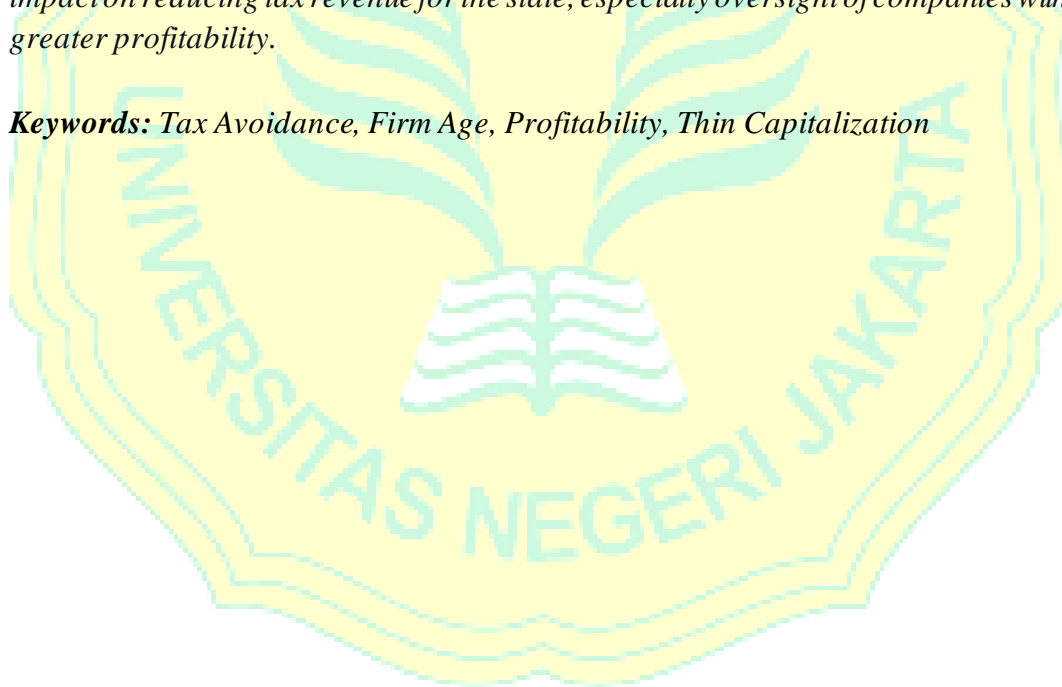 impact on reducing tax revenue for the state, especially oversight of companies with
greater profitability.
Keywords: Tax Avoidance, Firm Age, Profitability, Thin Capitalization
UNIVERSITAS NEGERI JAKARTA